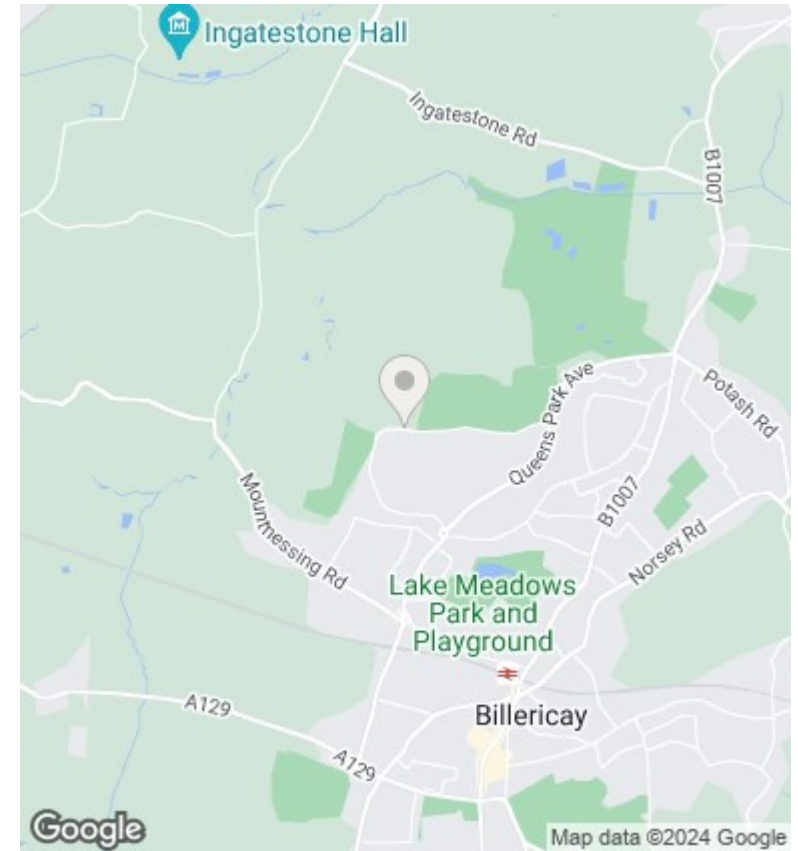 Ingatestone Hall
Ingatestone Rd
B1007
Queens Park Ave
Potash Rd
B1007
Mountnessing Rd
Norsey Rd
Lake Meadows
Park and
Playground
A129
Billericay
A129
Google
Map data ©2024 Google